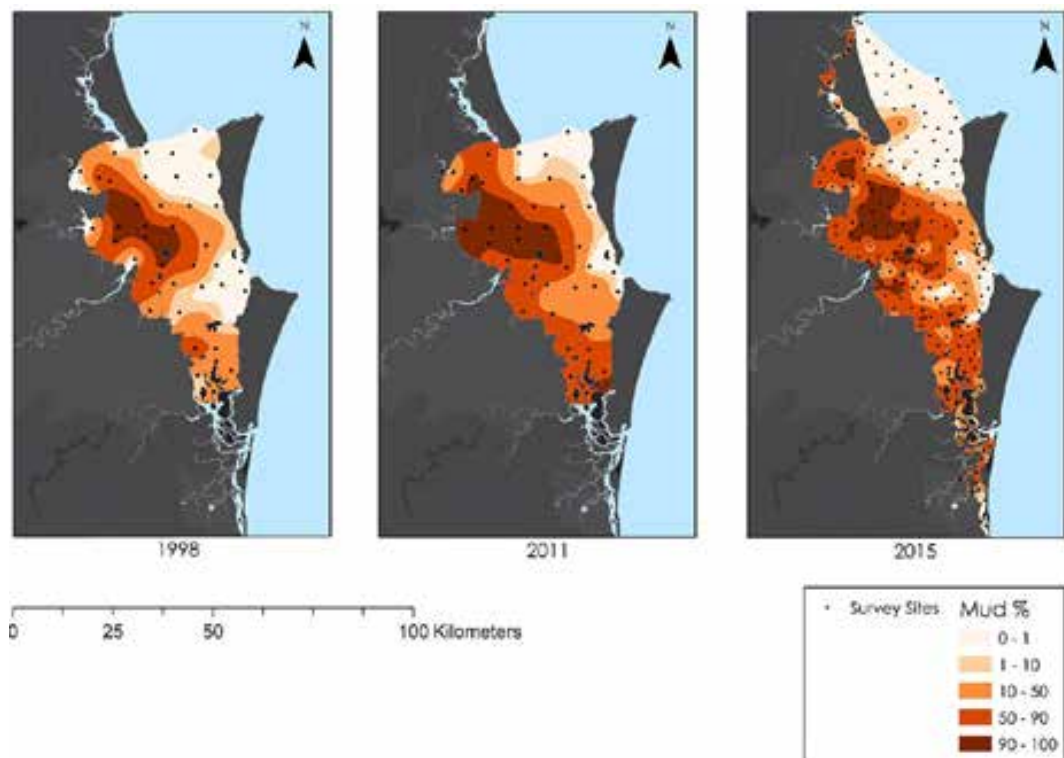 N
N
N
1998
2011
2015
0 25 50 100 Kilometers
Survey Sites
Mud %
0 - 1
1 - 10
10 - 50
50 - 90
90 - 100